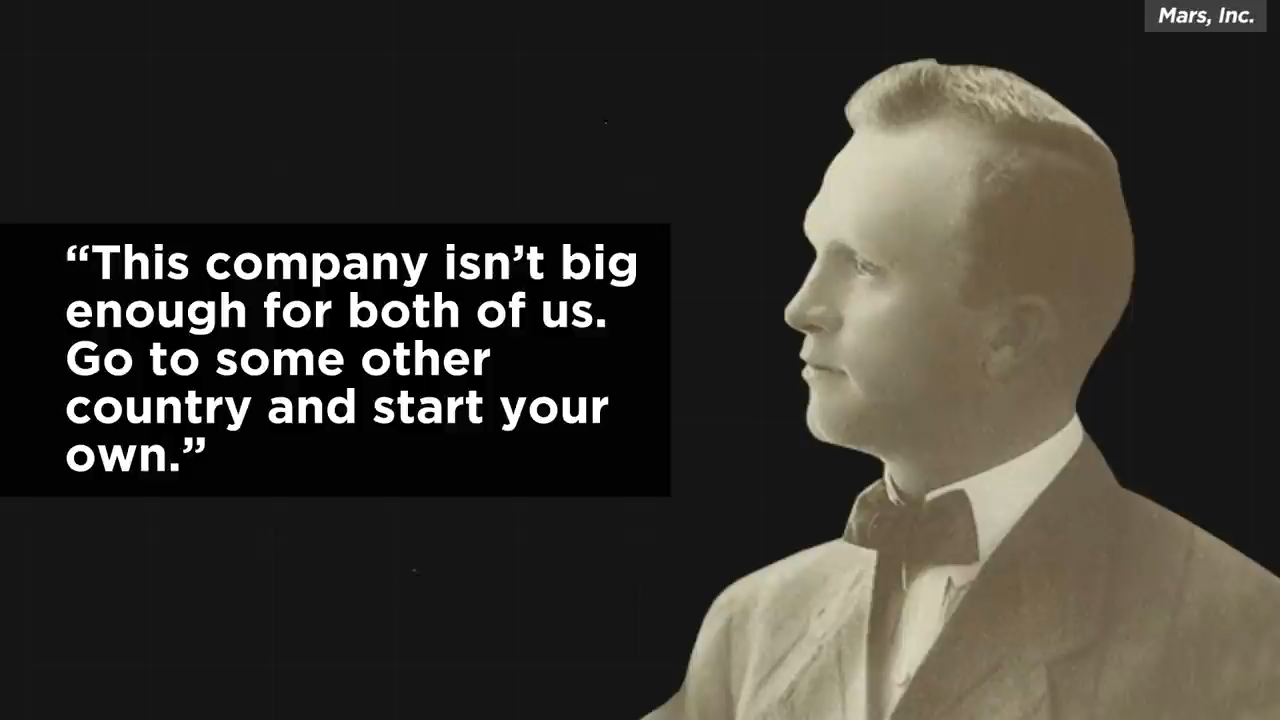 Mars, Inc.
“This company isn’t big
enough for both of us.
Go to some other
country and start your
own.”